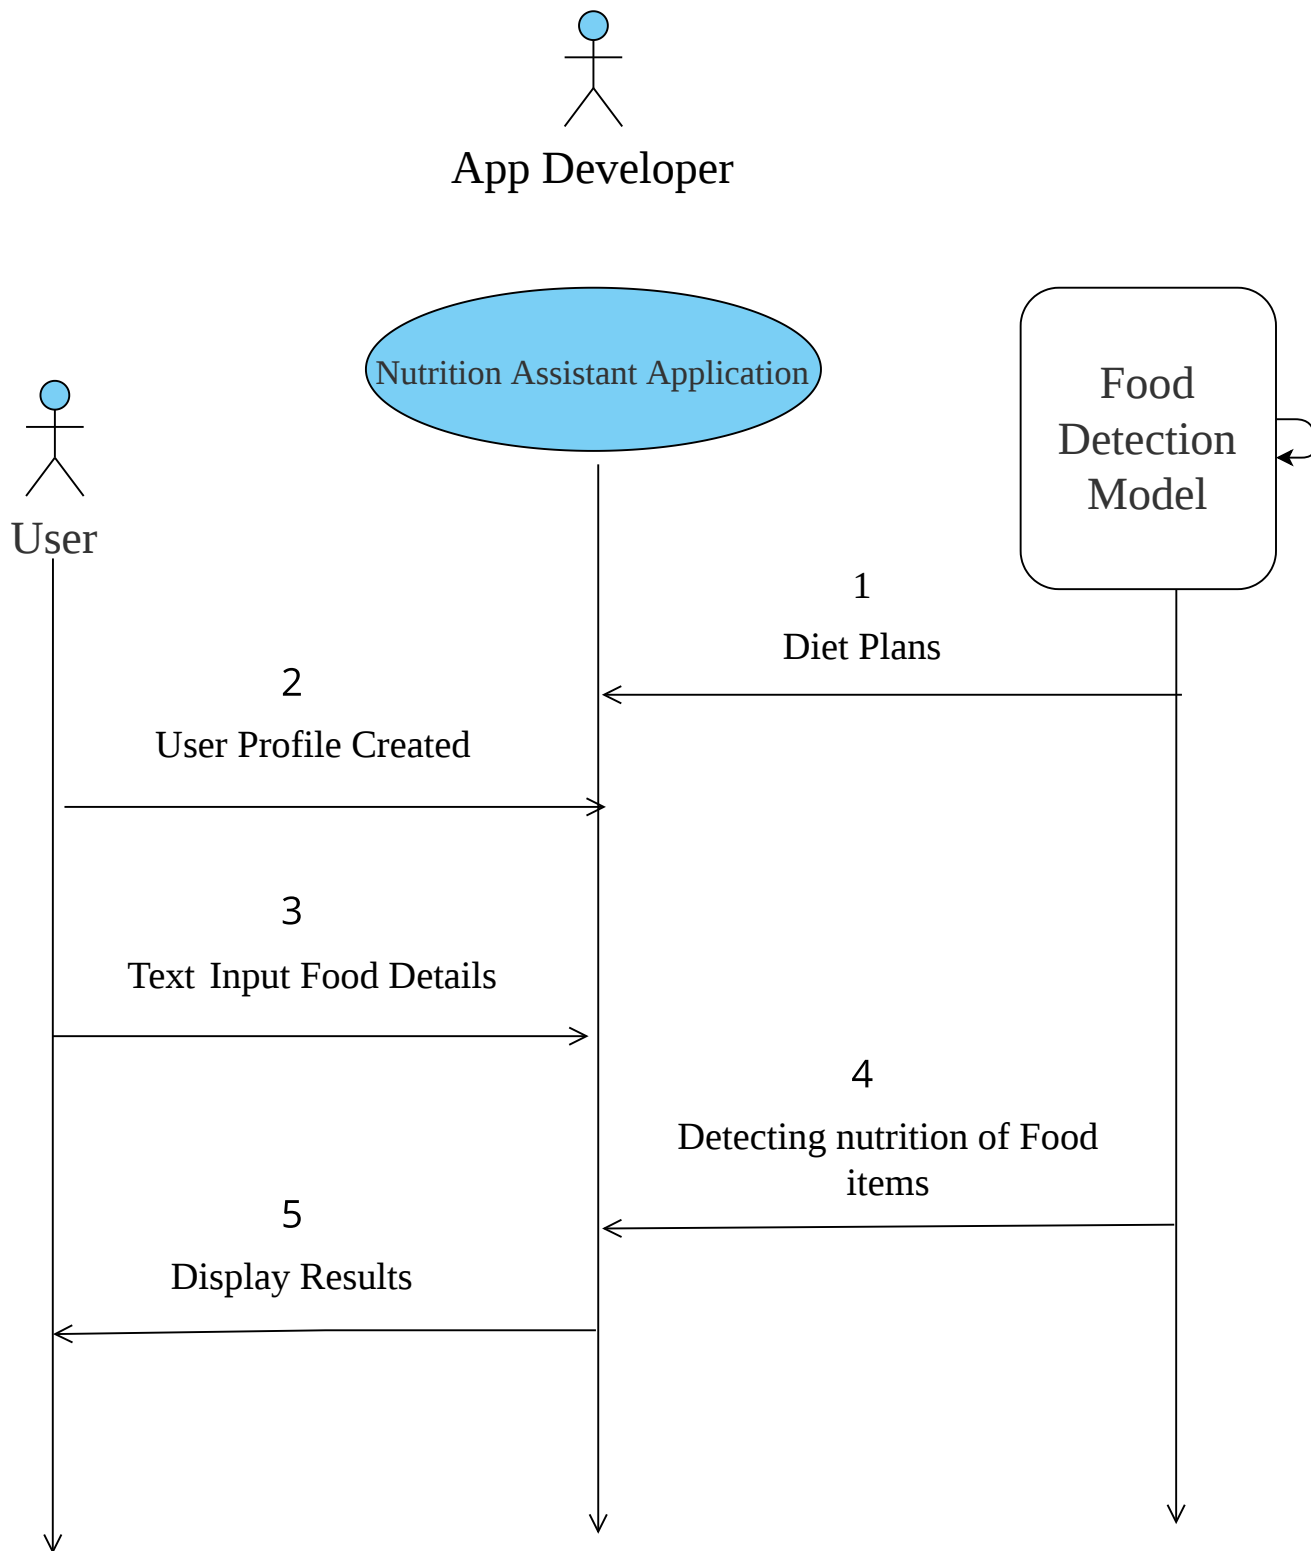 App Developer
Nutrition Assistant Application
Food
Detection
Model
User
1
Diet Plans
2
User Profile Created
3
Text Input Food Details
4
Detecting nutrition of Food
items
5
Display Results